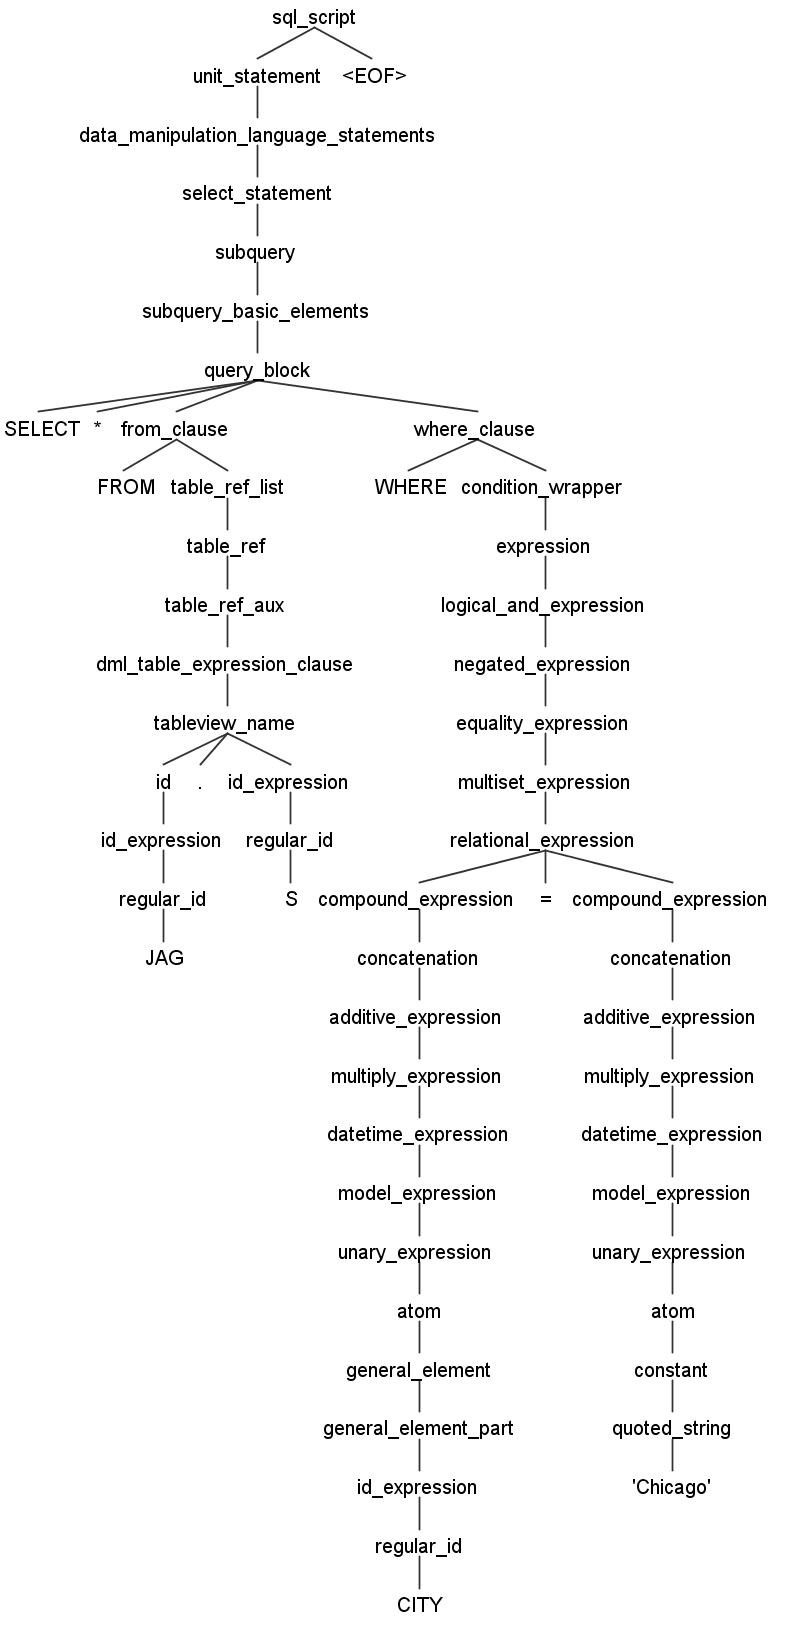 sql_script
unit_statement <EOF>
data_manipulation_language_statements
select_statement
subquery
subquery_basic_elements
query_block
SELECT * from_clause where_clause
FROM table_ref_list WHERE condition_wrapper
table_ref expression
table_ref_aux logical_and_expression
dml_table_expression_clause negated_expression
tableview_name equality_expression
id . id_expression multiset_expression
id_expression regular_id relational_expression
regular_id S compound_expression = compound_expression
JAG concatenation concatenation
additive_expression additive_expression
multiply_expression multiply_expression
datetime_expression datetime_expression
model_expression model_expression
unary_expression unary_expression
atom atom
general_element constant
general_element_part quoted_string
id_expression 'Chicago'
regular_id
CITY